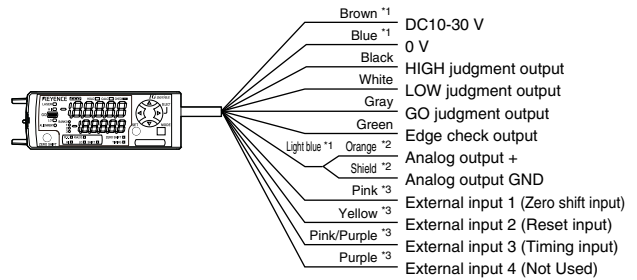 Brown *1 DC10-30 V
Blue *1 0 V
Black HIGH judgment output
White LOW judgment output
Gray GO judgment output
Green Edge check output
Light blue *1 Orange *2 Analog output +
Shield *2 Analog output GND
Pink *3 External input 1 (Zero shift input)
Yellow *3 External input 2 (Reset input)
Pink/Purple *3 External input 3 (Timing input)
Purple *3 External input 4 (Not Used)
KEYENCE